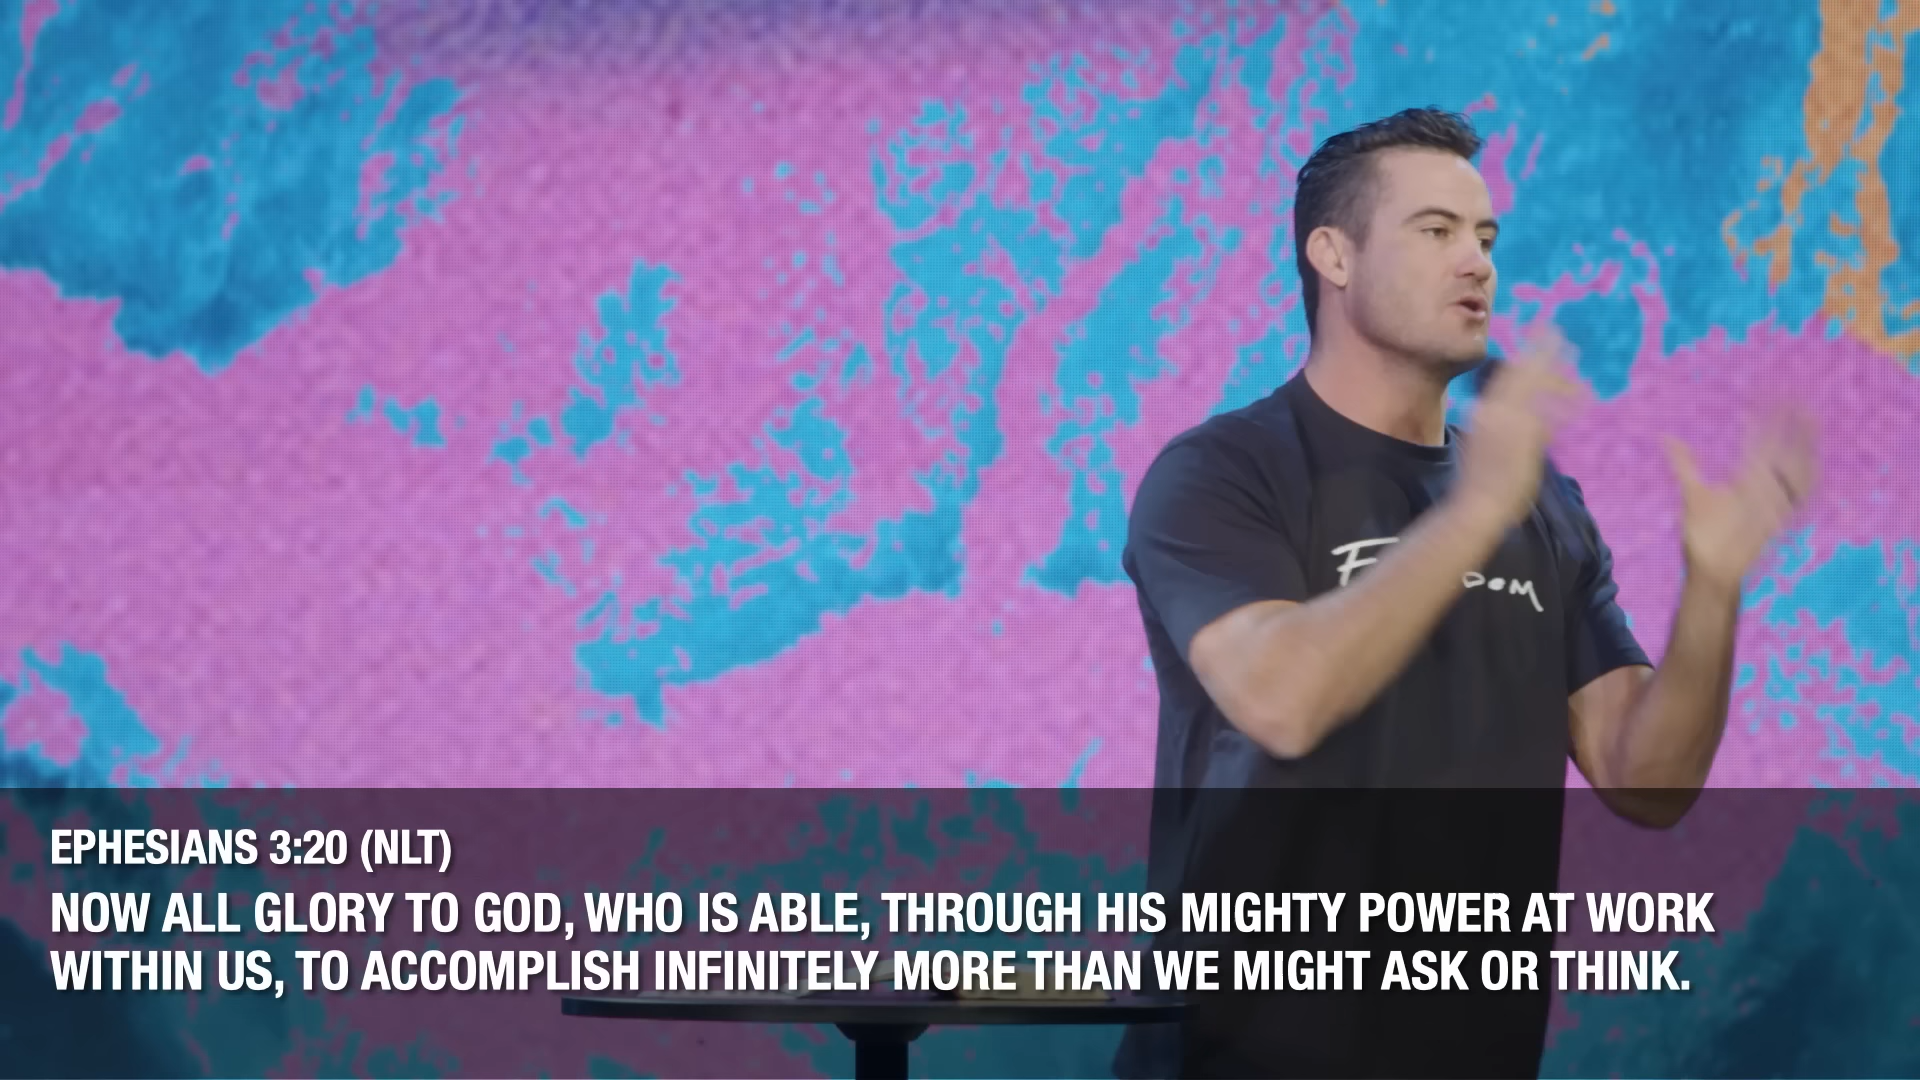 EPHESIANS 3:20 (NLT)
NOW ALL GLORY TO GOD, WHO IS ABLE, THROUGH HIS MIGHTY POWER AT WORK
WITHIN US, TO ACCOMPLISH INFINITELY MORE THAN WE MIGHT ASK OR THINK.